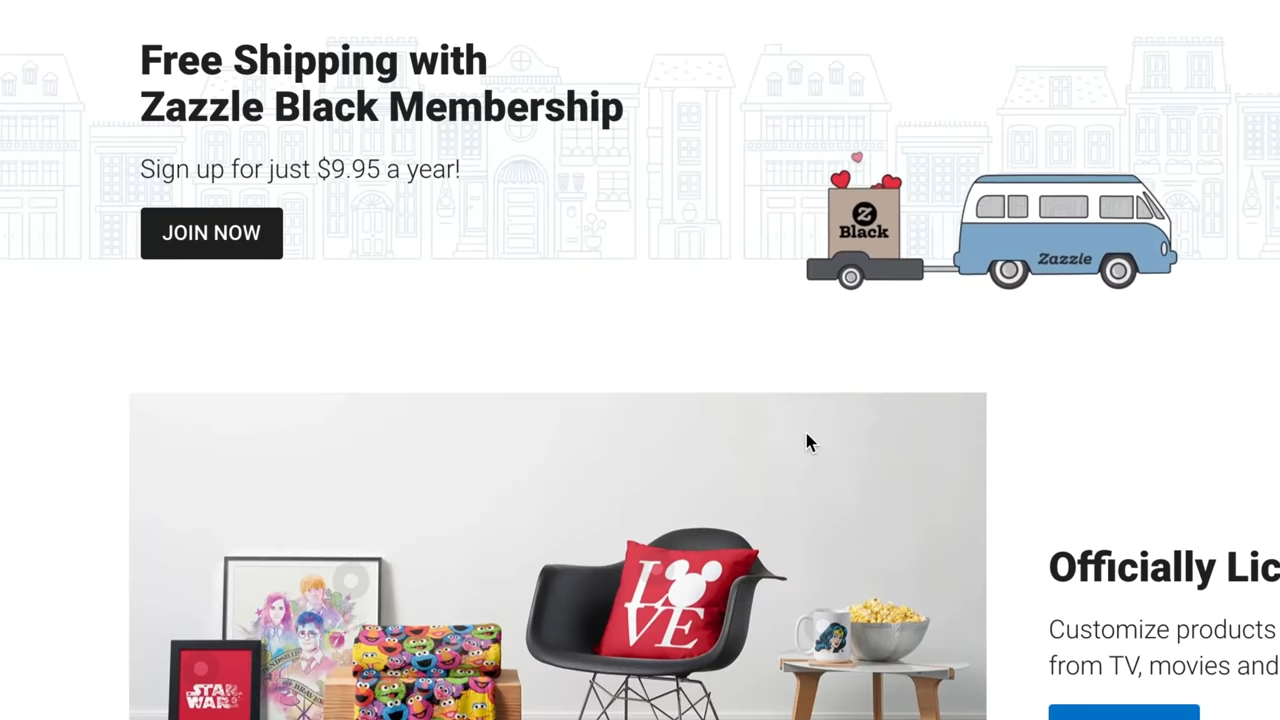 Free Shipping with
Zazzle Black Membership
Sign up for just $9.95 a year!
JOIN NOW
Z
Black
Zazzle
Officially Lic
Customize products
from TV, movies and
LOVE
STAR
WARS